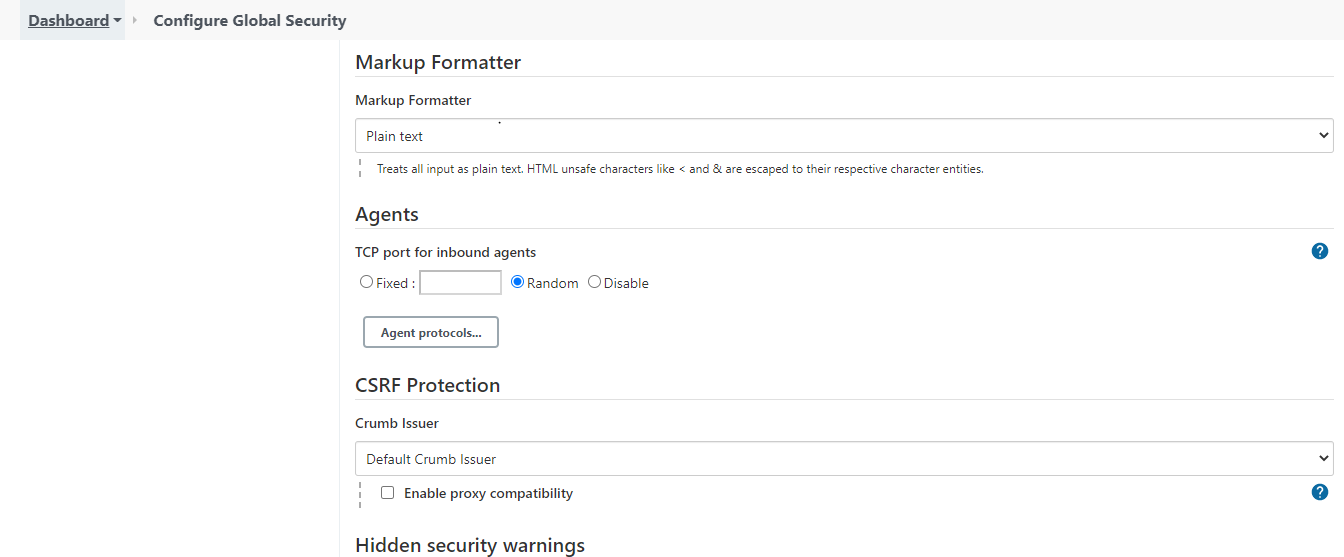 Dashboard Configure Global Security
Markup Formatter
Markup Formatter
Plain text
Treats all input as plain text. HTML unsafe characters like < and & are escaped to their respective character entities.
Agents
TCP port for inbound agents ?
Fixed : Random Disable
Agent protocols...
CSRF Protection
Crumb Issuer
Default Crumb Issuer
Enable proxy compatibility ?
Hidden security warnings